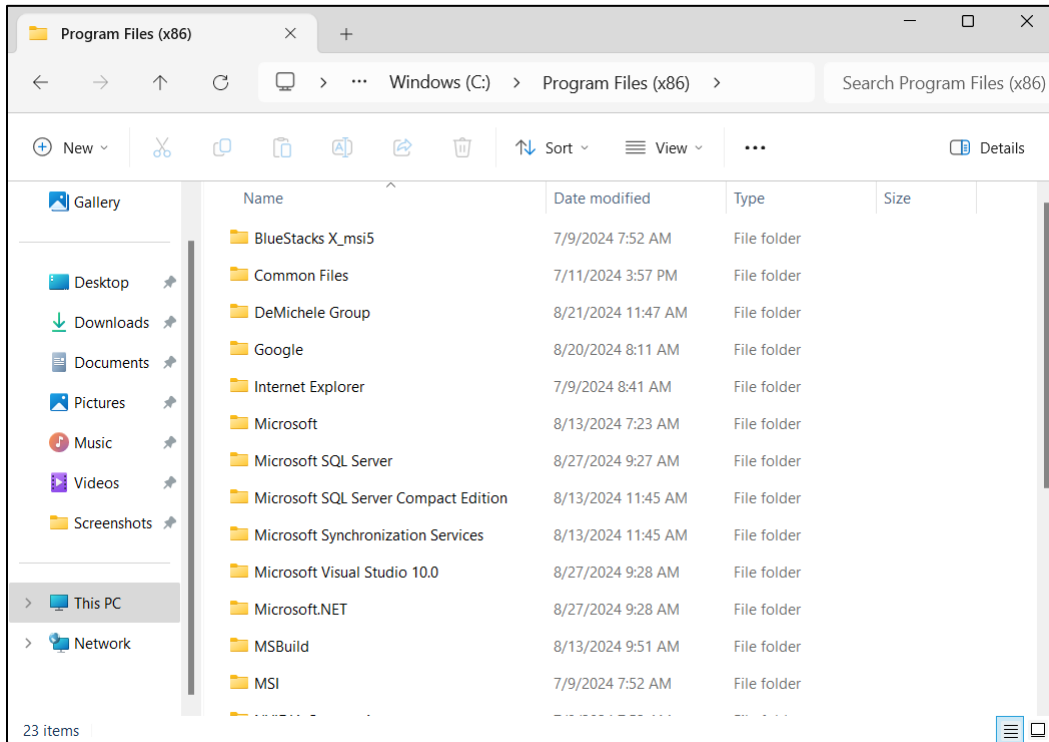 Program Files (x86)
Windows (C:) Program Files (x86) Search Program Files (x86)
New Sort View Details
Gallery
Desktop
Downloads
Documents
Pictures
Music
Videos
Screenshots
This PC
Network
Name Date modified Type Size
BlueStacks X_msi5 7/9/2024 7:52 AM File folder
Common Files 7/11/2024 3:57 PM File folder
DeMichele Group 8/21/2024 11:47 AM File folder
Google 8/20/2024 8:11 AM File folder
Internet Explorer 7/9/2024 8:41 AM File folder
Microsoft 8/13/2024 7:23 AM File folder
Microsoft SQL Server 8/27/2024 9:27 AM File folder
Microsoft SQL Server Compact Edition 8/13/2024 11:45 AM File folder
Microsoft Synchronization Services 8/13/2024 11:45 AM File folder
Microsoft Visual Studio 10.0 8/27/2024 9:28 AM File folder
Microsoft.NET 8/27/2024 9:28 AM File folder
MSBuild 8/13/2024 9:51 AM File folder
MSI 7/9/2024 7:52 AM File folder
23 items